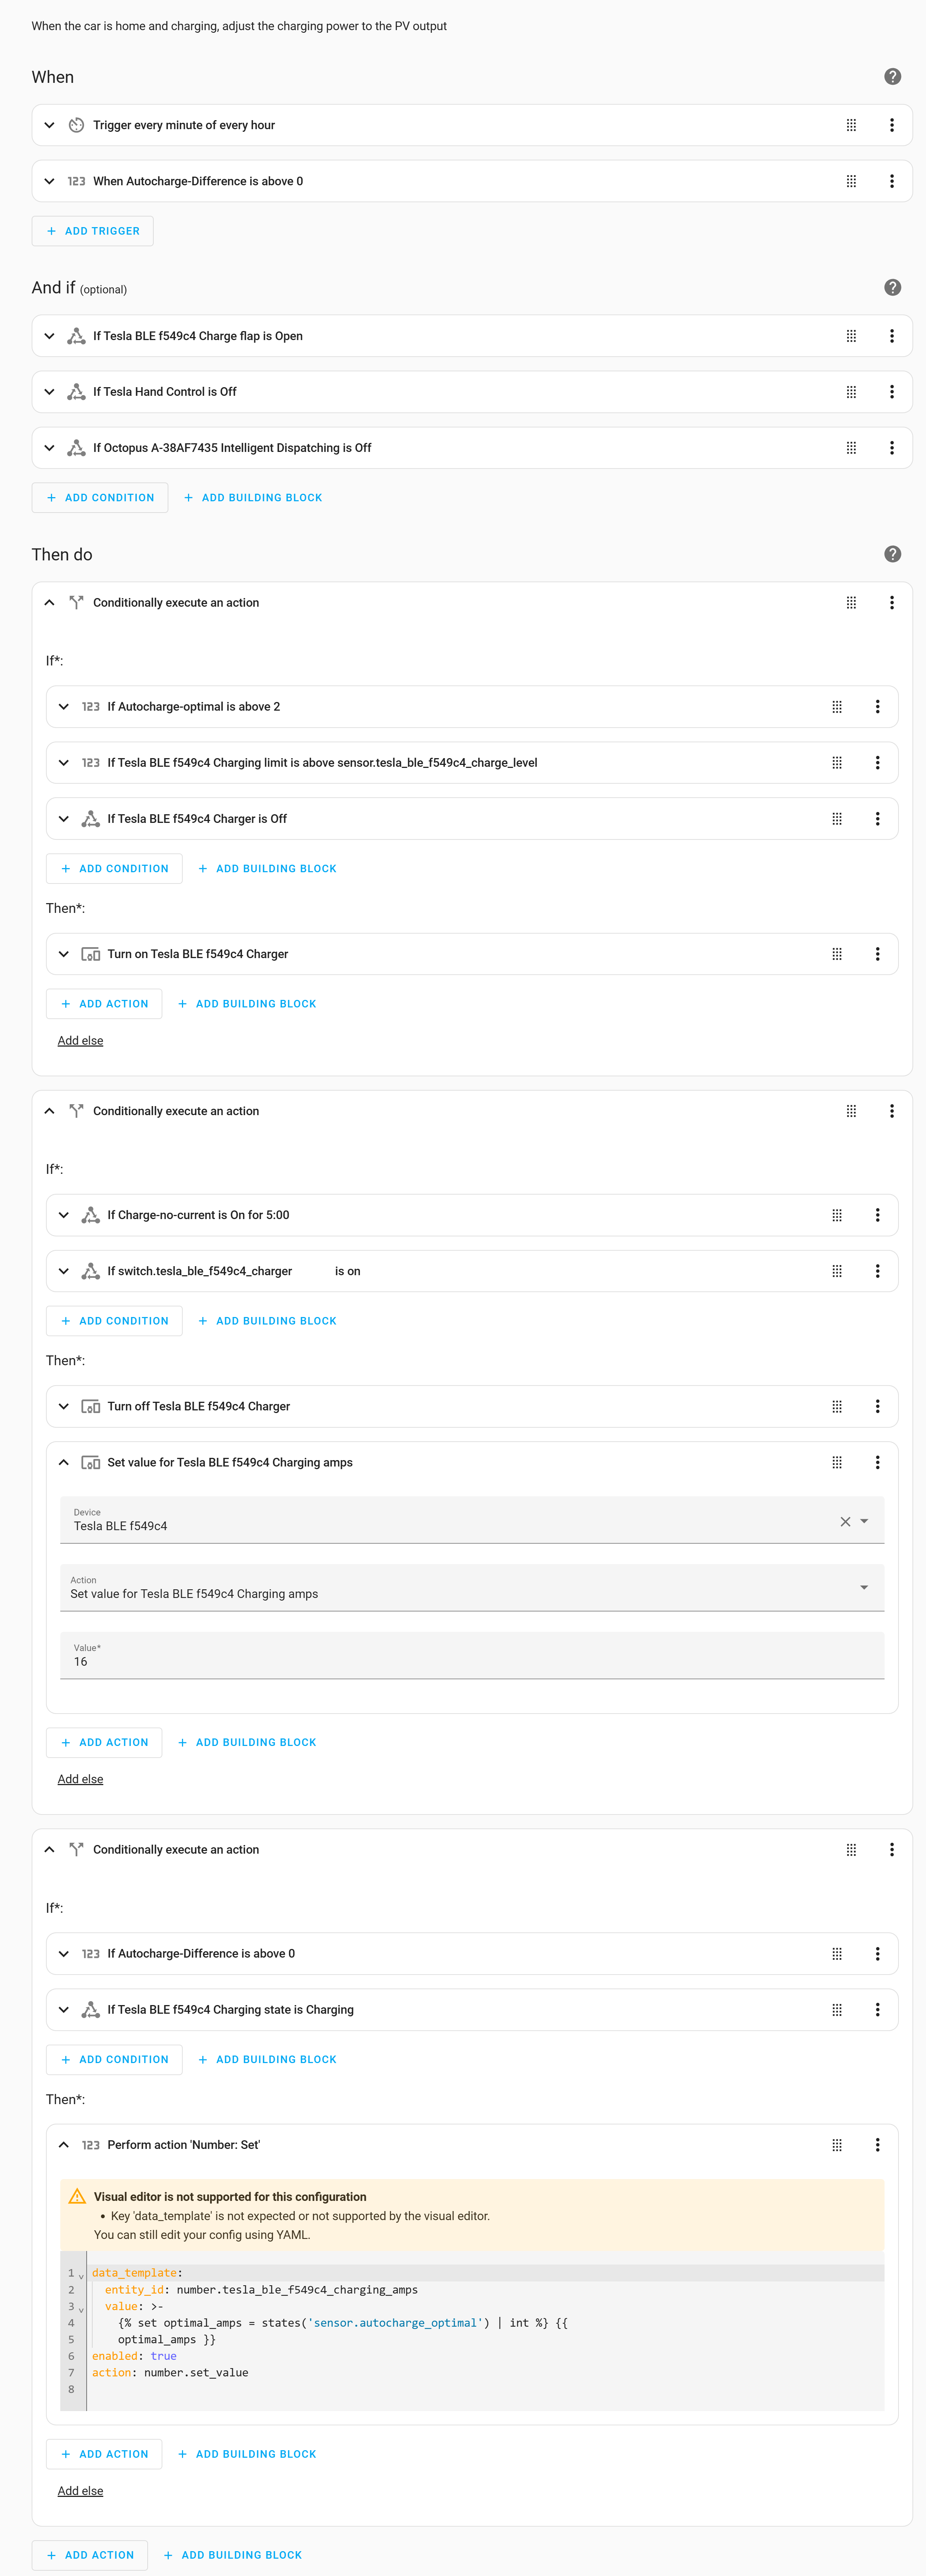 When the car is home and charging, adjust the charging power to the PV output
When
Trigger every minute of every hour
123 When Autocharge-Difference is above 0
+ ADD TRIGGER
And if (optional)
If Tesla BLE f549c4 Charge flap is Open
If Tesla Hand Control is Off
If Octopus A-38AF7435 Intelligent Dispatching is Off
+ ADD CONDITION + ADD BUILDING BLOCK
Then do
Conditionally execute an action
If*:
123 If Autocharge-optimal is above 2
123 If Tesla BLE f549c4 Charging limit is above sensor.tesla_ble_f549c4_charge_level
If Tesla BLE f549c4 Charger is Off
+ ADD CONDITION + ADD BUILDING BLOCK
Then*:
Turn on Tesla BLE f549c4 Charger
+ ADD ACTION + ADD BUILDING BLOCK
Add else
Conditionally execute an action
If*:
If Charge-no-current is On for 5:00
If switch.tesla_ble_f549c4_charger is on
+ ADD CONDITION + ADD BUILDING BLOCK
Then*:
Turn off Tesla BLE f549c4 Charger
Set value for Tesla BLE f549c4 Charging amps
Device
Tesla BLE f549c4
Action
Set value for Tesla BLE f549c4 Charging amps
Value*
16
+ ADD ACTION + ADD BUILDING BLOCK
Add else
Conditionally execute an action
If*:
123 If Autocharge-Difference is above 0
If Tesla BLE f549c4 Charging state is Charging
+ ADD CONDITION + ADD BUILDING BLOCK
Then*:
123 Perform action 'Number: Set'
Visual editor is not supported for this configuration
• Key 'data_template' is not expected or not supported by the visual editor.
You can still edit your config using YAML.
1 data_template:
2 entity_id: number.tesla_ble_f549c4_charging_amps
3 value: >-
4 {% set optimal_amps = states('sensor.autocharge_optimal') | int %} {{
5 optimal_amps }}
6 enabled: true
7 action: number.set_value
8
+ ADD ACTION + ADD BUILDING BLOCK
Add else
+ ADD ACTION + ADD BUILDING BLOCK